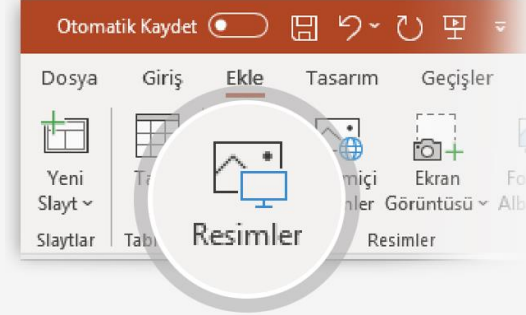 Otomatik Kaydet
Dosya Giriş Ekle Tasarım Geçişler
Yeni
Slayt
Resimler
Ekran
Görüntüsü
Slaytlar
Resimler